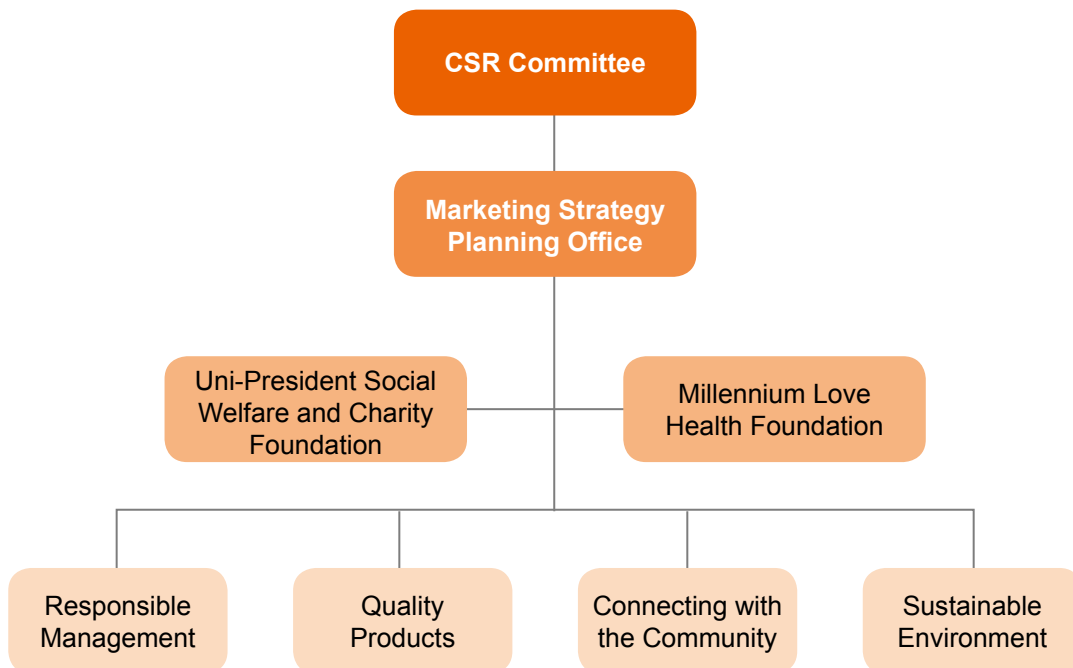 CSR Committee
Marketing Strategy
Planning Office
Uni-President Social
Welfare and Charity
Foundation
Millennium Love
Health Foundation
Responsible
Management
Quality
Products
Connecting with
the Community
Sustainable
Environment